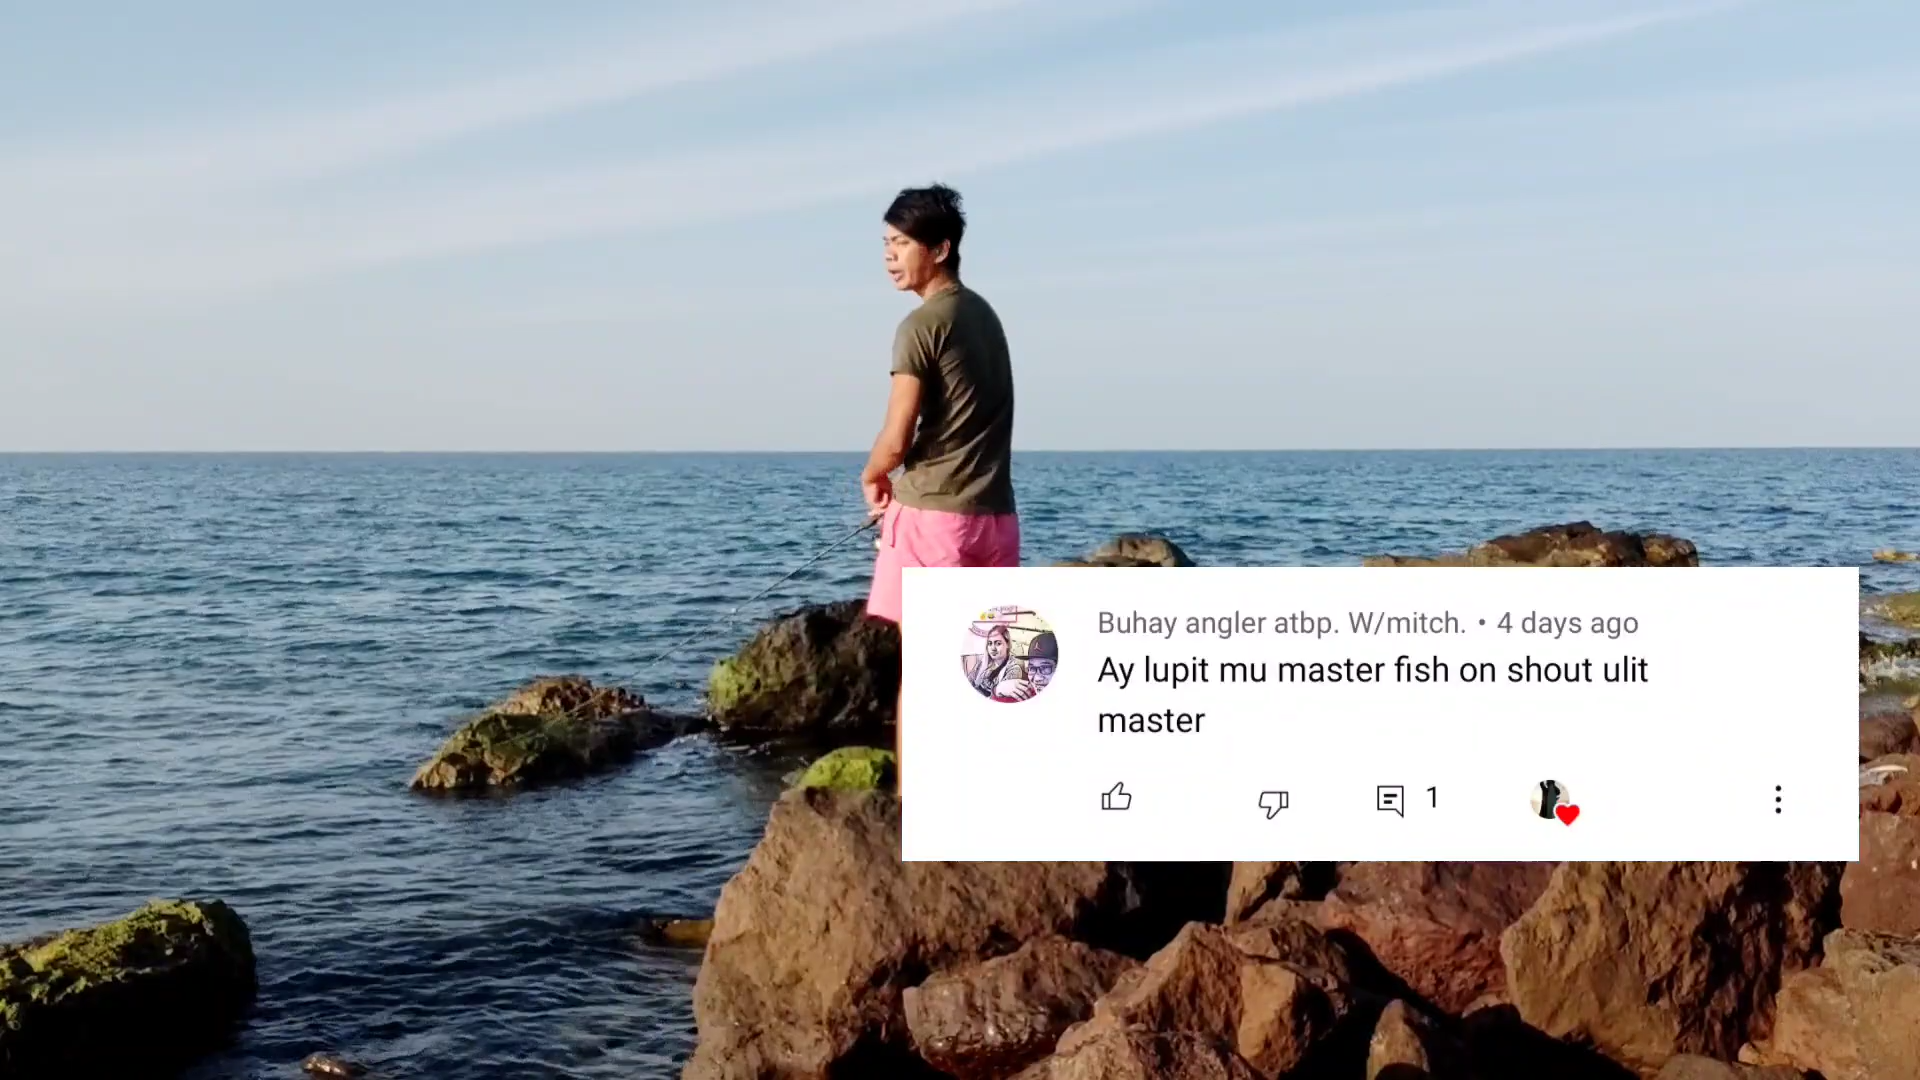 Buhay angler atbp. W/mitch. • 4 days ago
Ay lupit mu master fish on shout ulit
master
1